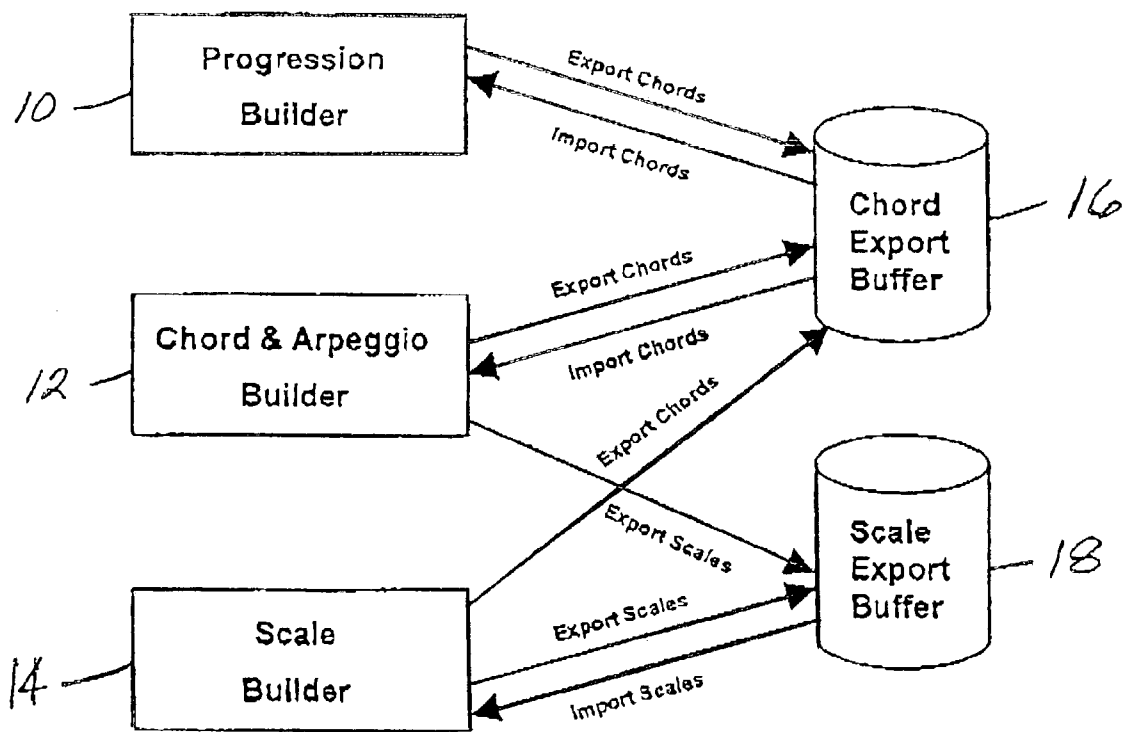 Progression
Builder
10
Export Chords
Import Chords
Chord
Export
Buffer
16
Export Chords
Import Chords
Chord & Arpeggio
Builder
12
Export Chords
Export Scales
Scale
Export
Buffer
18
Scale
Builder
14
Export Scales
Import Scales